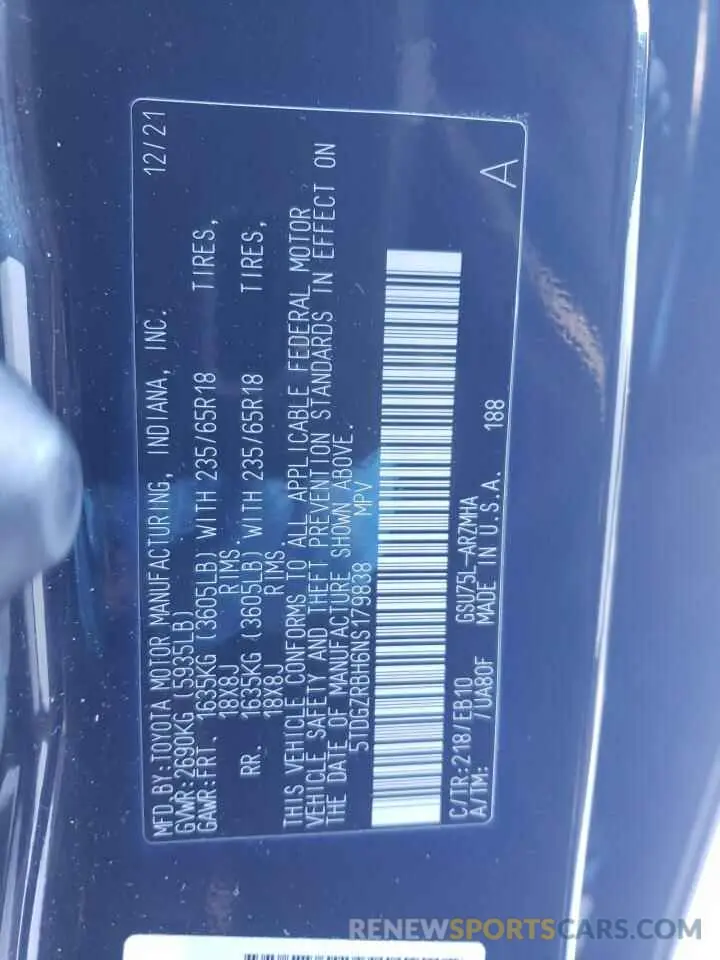 MFD.BY:TOYOTA MOTOR MANUFACTURING, INDIANA, INC. 12/21
GVWR:2690KG (5935LB)
GAWR:FRT. 1635KG (3605LB) WITH 235/65R18 TIRES,
18X8J RIMS.
RR. 1635KG (3605LB) WITH 235/65R18 TIRES,
18X8J RIMS.
THIS VEHICLE CONFORMS TO ALL APPLICABLE FEDERAL MOTOR
VEHICLE SAFETY AND THEFT PREVENTION STANDARDS IN EFFECT ON
THE DATE OF MANUFACTURE SHOWN ABOVE.
5TDGZRBH6NS179838 MPV
C/TR:218/EB10 GSU75L-ARZMHA
A/TM: /UA80F MADE IN U.S.A. 188 A
RENEWSPORTSCARS.COM